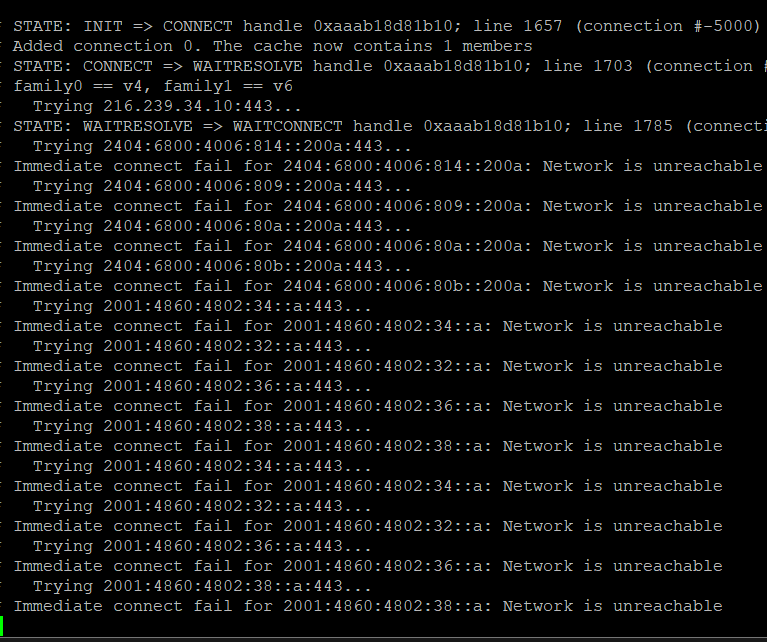 STATE: INIT => CONNECT handle 0xaaab18d81b10; line 1657 (connection #-5000)
Added connection 0. The cache now contains 1 members
STATE: CONNECT => WAITRESOLVE handle 0xaaab18d81b10; line 1703 (connection #
family0 == v4, family1 == v6
Trying 216.239.34.10:443...
STATE: WAITRESOLVE => WAITCONNECT handle 0xaaab18d81b10; line 1785 (connecti
Trying 2404:6800:4006:814::200a:443...
Immediate connect fail for 2404:6800:4006:814::200a: Network is unreachable
Trying 2404:6800:4006:809::200a:443...
Immediate connect fail for 2404:6800:4006:809::200a: Network is unreachable
Trying 2404:6800:4006:80a::200a:443...
Immediate connect fail for 2404:6800:4006:80a::200a: Network is unreachable
Trying 2404:6800:4006:80b::200a:443...
Immediate connect fail for 2404:6800:4006:80b::200a: Network is unreachable
Trying 2001:4860:4802:34::a:443...
Immediate connect fail for 2001:4860:4802:34::a: Network is unreachable
Trying 2001:4860:4802:32::a:443...
Immediate connect fail for 2001:4860:4802:32::a: Network is unreachable
Trying 2001:4860:4802:36::a:443...
Immediate connect fail for 2001:4860:4802:36::a: Network is unreachable
Trying 2001:4860:4802:38::a:443...
Immediate connect fail for 2001:4860:4802:38::a: Network is unreachable
Trying 2001:4860:4802:34::a:443...
Immediate connect fail for 2001:4860:4802:34::a: Network is unreachable
Trying 2001:4860:4802:32::a:443...
Immediate connect fail for 2001:4860:4802:32::a: Network is unreachable
Trying 2001:4860:4802:36::a:443...
Immediate connect fail for 2001:4860:4802:36::a: Network is unreachable
Trying 2001:4860:4802:38::a:443...
Immediate connect fail for 2001:4860:4802:38::a: Network is unreachable